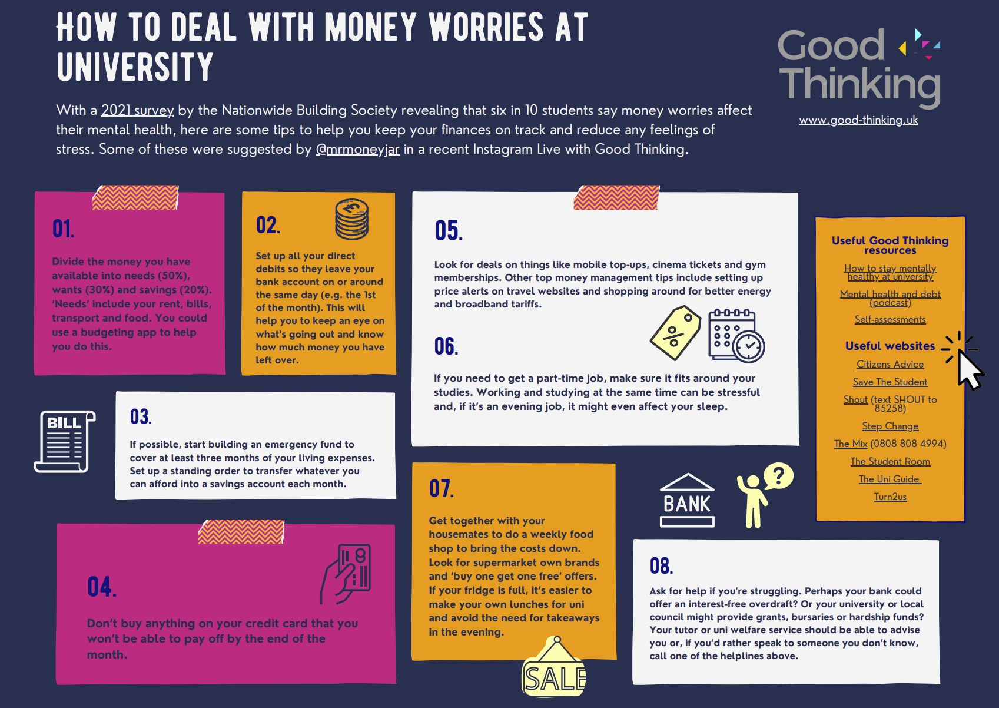 HOW TO DEAL WITH MONEY WORRIES AT
UNIVERSITY
With a 2021 survey by the Nationwide Building Society revealing that six in 10 students say money worries affect
their mental health, here are some tips to help you keep your finances on track and reduce any feelings of
stress. Some of these were suggested by @mrmoneyjar in a recent Instagram Live with Good Thinking.
Good
Thinking
www.good-thinking.uk
01.
Divide the money you have
available into needs (50%),
wants (30%) and savings (20%).
‘Needs’ include your rent, bills,
transport and food. You could
use a budgeting app to help
you do this.
02.
£
Set up all your direct
debits so they leave your
bank account on or around
the same day (e.g. the 1st
of the month). This will
help you to keep an eye on
what’s going out and know
how much money you have
left over.
BILL
03.
If possible, start building an emergency fund to
cover at least three months of your living expenses.
Set up a standing order to transfer whatever you
can afford into a savings account each month.
04.
Don’t buy anything on your credit card that you
won’t be able to pay off by the end of the
month.
05.
Look for deals on things like mobile top-ups, cinema tickets and gym
memberships. Other top money management tips include setting up
price alerts on travel websites and shopping around for better energy
and broadband tariffs.
%
06.
If you need to get a part-time job, make sure it fits around your
studies. Working and studying at the same time can be stressful
and, if it’s an evening job, it might even affect your sleep.
07.
Get together with your
housemates to do a weekly food
shop to bring the costs down.
Look for supermarket own brands
and ‘buy one get one free’ offers.
If your fridge is full, it’s easier to
make your own lunches for uni
and avoid the need for takeaways
in the evening.
SALE
BANK
?
08.
Ask for help if you’re struggling. Perhaps your bank could
offer an interest-free overdraft? Or your university or local
council might provide grants, bursaries or hardship funds?
Your tutor or uni welfare service should be able to advise
you or, if you’d rather speak to someone you don’t know,
call one of the helplines above.
Useful Good Thinking
resources
How to stay mentally
healthy at university
Mental health and debt
(podcast)
Self-assessments
Useful websites
Citizens Advice
Save The Student
Shout (text SHOUT to
85258)
Step Change
The Mix (0808 808 4994)
The Student Room
The Uni Guide
Turn2us